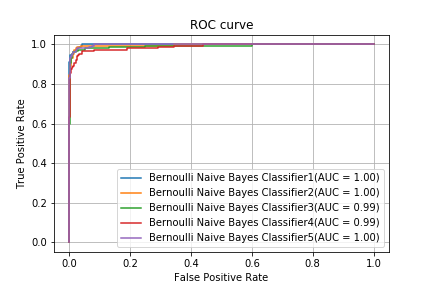 ROC curve
True Positive Rate
1.0
0.8
0.6
0.4
0.2
0.0
Bernoulli Naive Bayes Classifier1(AUC = 1.00)
Bernoulli Naive Bayes Classifier2(AUC = 1.00)
Bernoulli Naive Bayes Classifier3(AUC = 0.99)
Bernoulli Naive Bayes Classifier4(AUC = 0.99)
Bernoulli Naive Bayes Classifier5(AUC = 1.00)
0.0 0.2 0.4 0.6 0.8 1.0
False Positive Rate